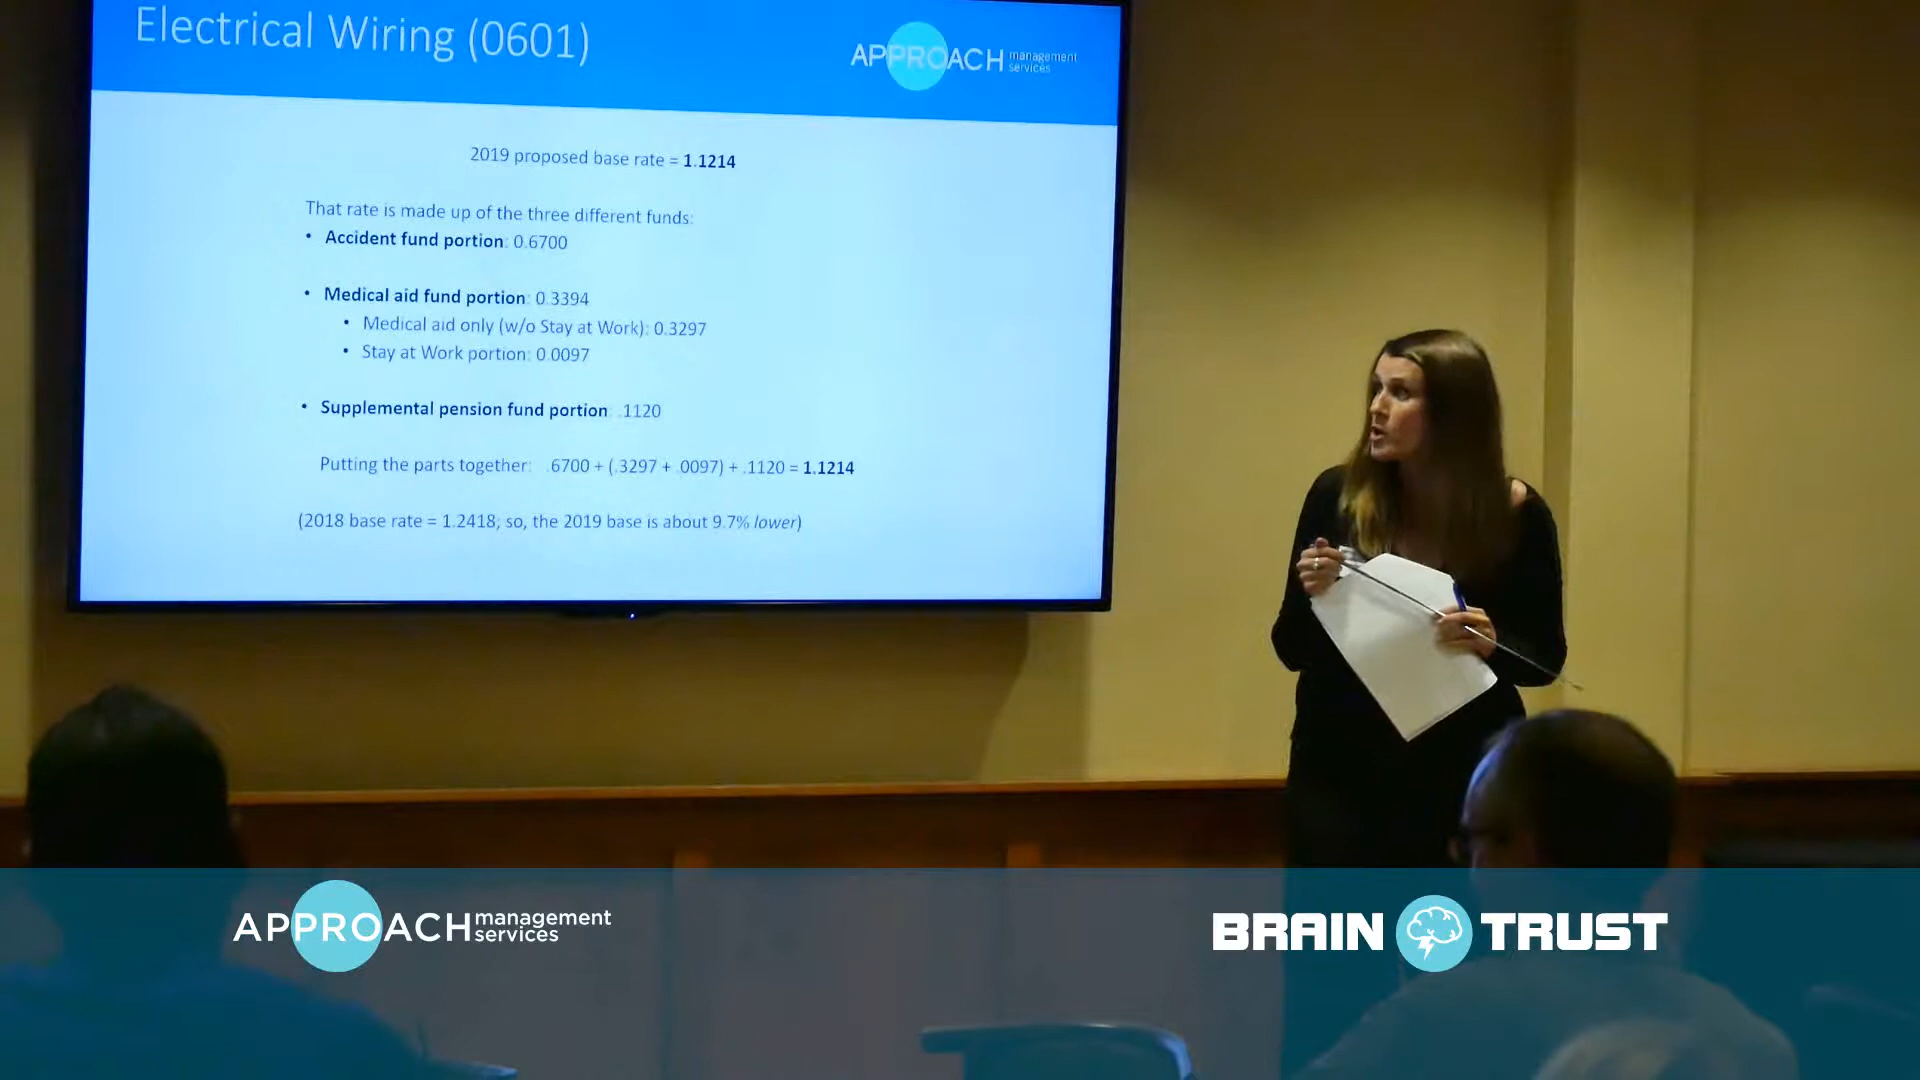 Electrical Wiring (0601)
APPROACH management services
2019 proposed base rate = 1.1214
That rate is made up of the three different funds:
• Accident fund portion: 0.6700
• Medical aid fund portion: 0.3394
• Medical aid only (w/o Stay at Work): 0.3297
• Stay at Work portion: 0.0097
• Supplemental pension fund portion: .1120
Putting the parts together: .6700 + (.3297 + .0097) + .1120 = 1.1214
(2018 base rate = 1.2418; so, the 2019 base is about 9.7% lower)
APPROACH management services
BRAIN TRUST